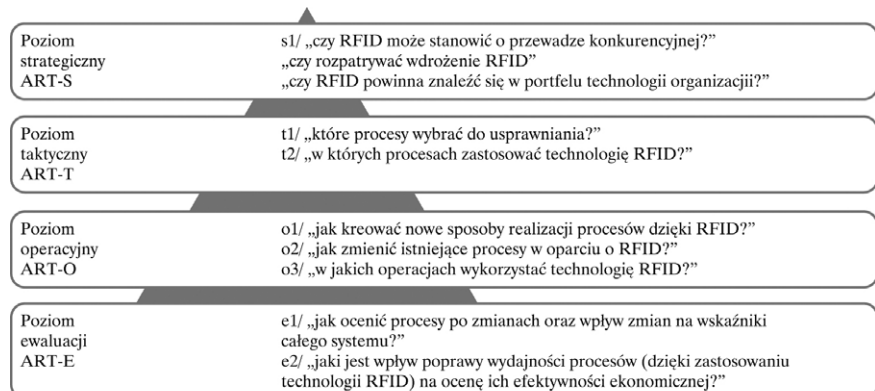 Poziom
strategiczny
ART-S
s1/ „czy RFID może stanowić o przewadze konkurencyjnej?”
„czy rozpatrywać wdrożenie RFID”
„czy RFID powinna znaleźć się w portfelu technologii organizacjii?”
Poziom
taktyczny
ART-T
t1/ „które procesy wybrać do usprawniania?”
t2/ „w których procesach zastosować technologię RFID?”
Poziom
operacyjny
ART-O
o1/ „jak kreować nowe sposoby realizacji procesów dzięki RFID?”
o2/ „jak zmienić istniejące procesy w oparciu o RFID?”
o3/ „w jakich operacjach wykorzystać technologię RFID?”
Poziom
ewaluacji
ART-E
e1/ „jak ocenić procesy po zmianach oraz wpływ zmian na wskaźniki
całego systemu?”
e2/ „jaki jest wpływ poprawy wydajności procesów (dzięki zastosowaniu
technologii RFID) na ocenę ich efektywności ekonomicznej?”